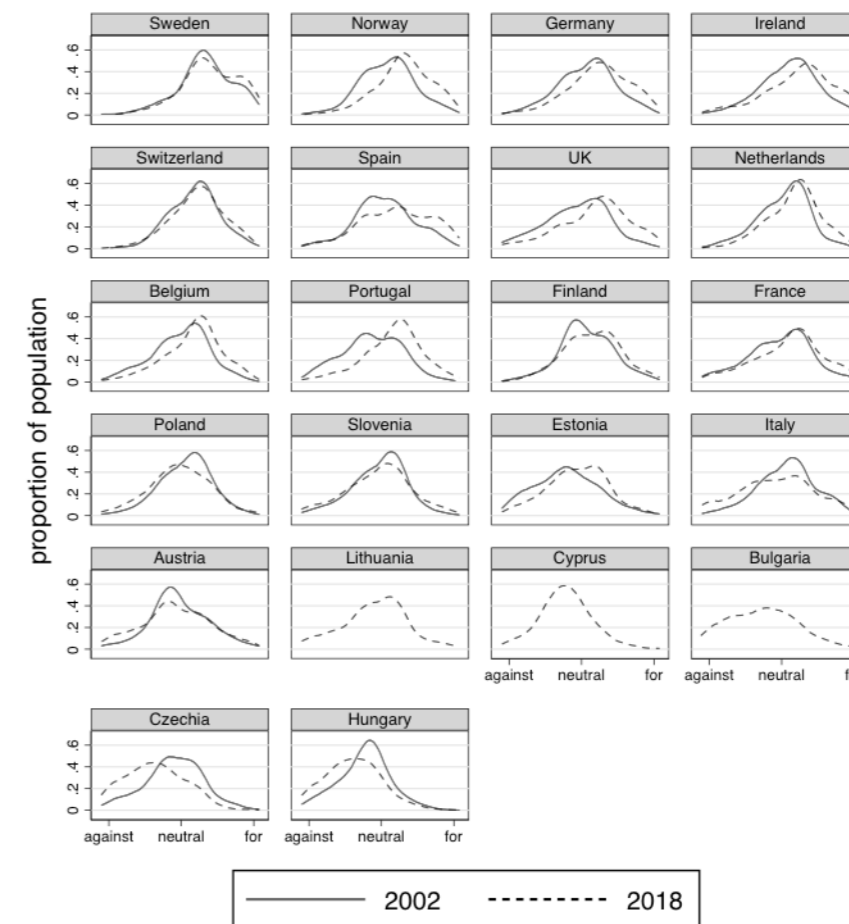 Sweden Norway Germany Ireland
0 .2 .4 .6
Switzerland Spain UK Netherlands
0 .2 .4 .6
Belgium Portugal Finland France
0 .2 .4 .6
proportion of population
Poland Slovenia Estonia Italy
0 .2 .4 .6
Austria Lithuania Cyprus Bulgaria
0 .2 .4 .6
against neutral for against neutral f
Czechia Hungary
0 .2 .4 .6
against neutral for against neutral for
2002 2018